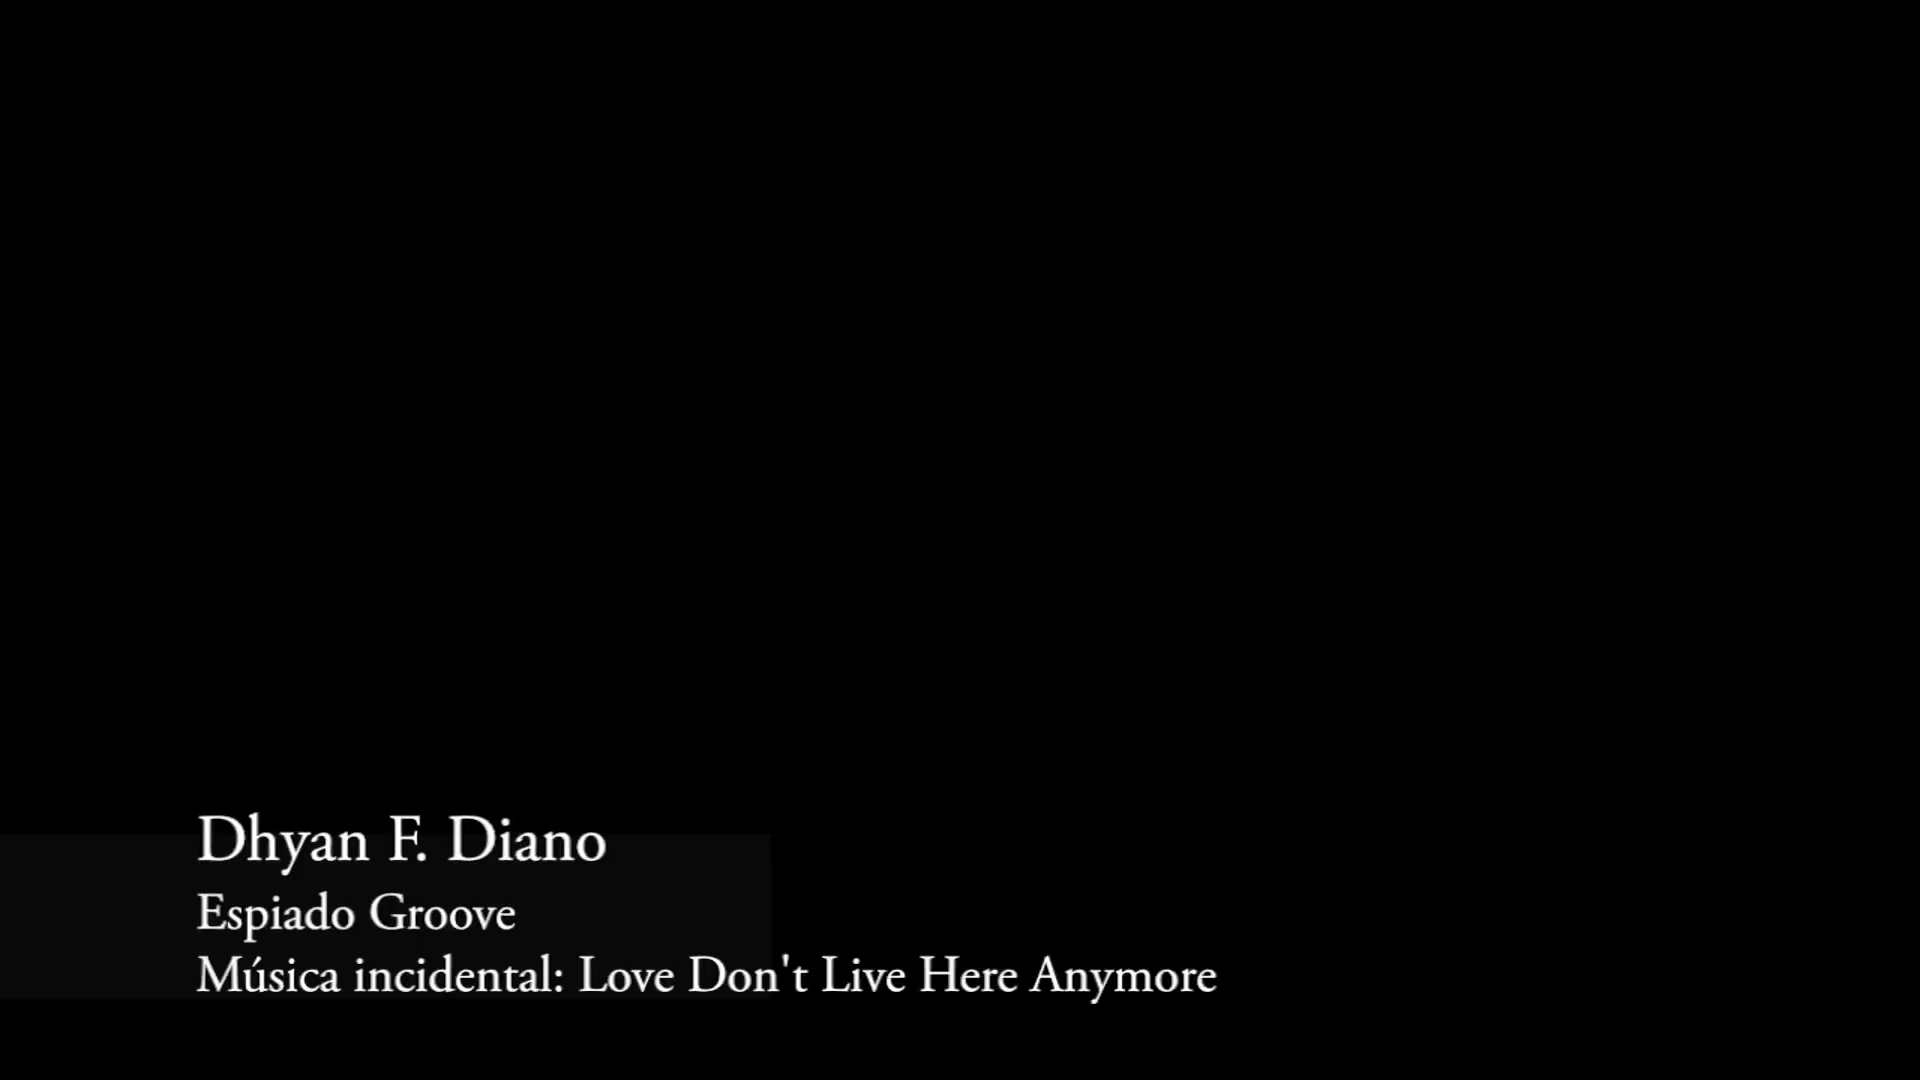 Dhyan F. Diano
Espiado Groove
Música incidental: Love Don't Live Here Anymore